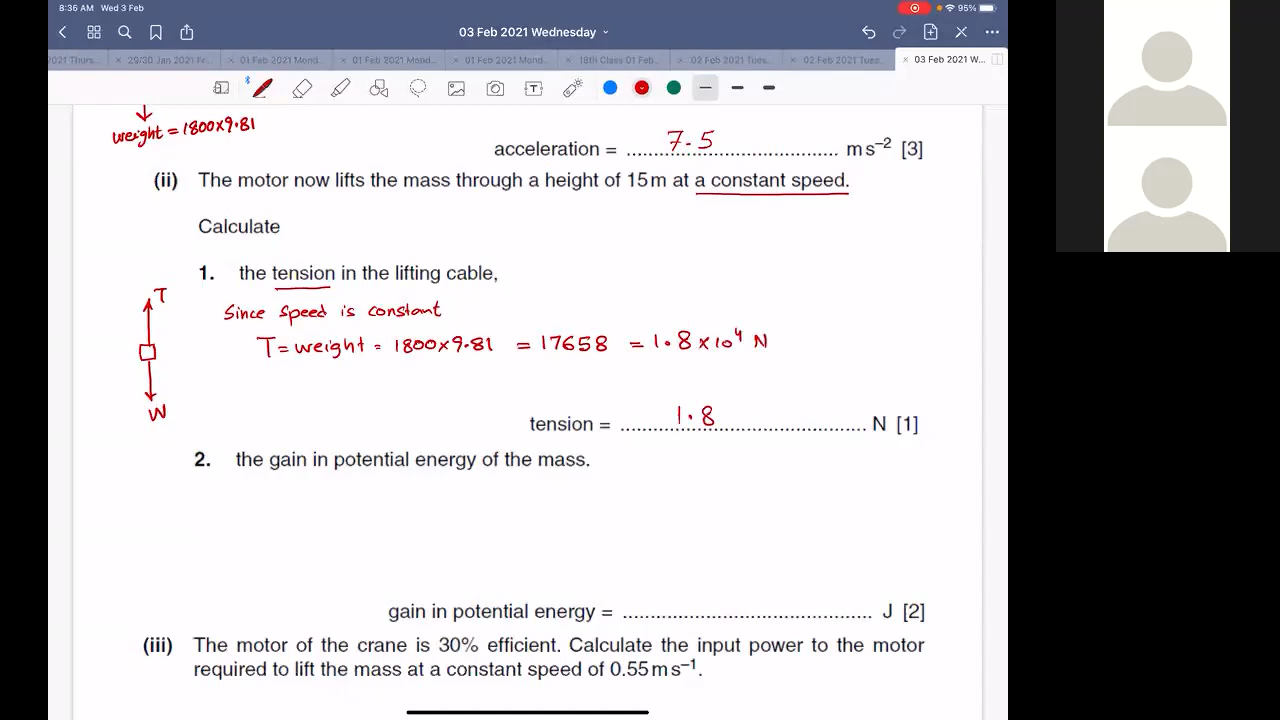 8:36 AM Wed 3 Feb
95%
03 Feb 2021 Wednesday
2021 Thurs...
29/30 Jan 2021 Fr...
01 Feb 2021 Mond...
01 Feb 2021 Mond...
01 Feb 2021 Mond...
18th Class 01 Feb...
02 Feb 2021 Tues...
02 Feb 2021 Tues...
03 Feb 2021 W...
weight = 1800×9.81
acceleration = 7.5 m s⁻² [3]
(ii) The motor now lifts the mass through a height of 15 m at a constant speed.
Calculate
1. the tension in the lifting cable,
T
Since speed is constant
T = weight = 1800×9.81 = 17658 = 1.8×10⁴ N
W
tension = 1.8 N [1]
2. the gain in potential energy of the mass.
gain in potential energy = ............ J [2]
(iii) The motor of the crane is 30% efficient. Calculate the input power to the motor
required to lift the mass at a constant speed of 0.55 m s⁻¹.